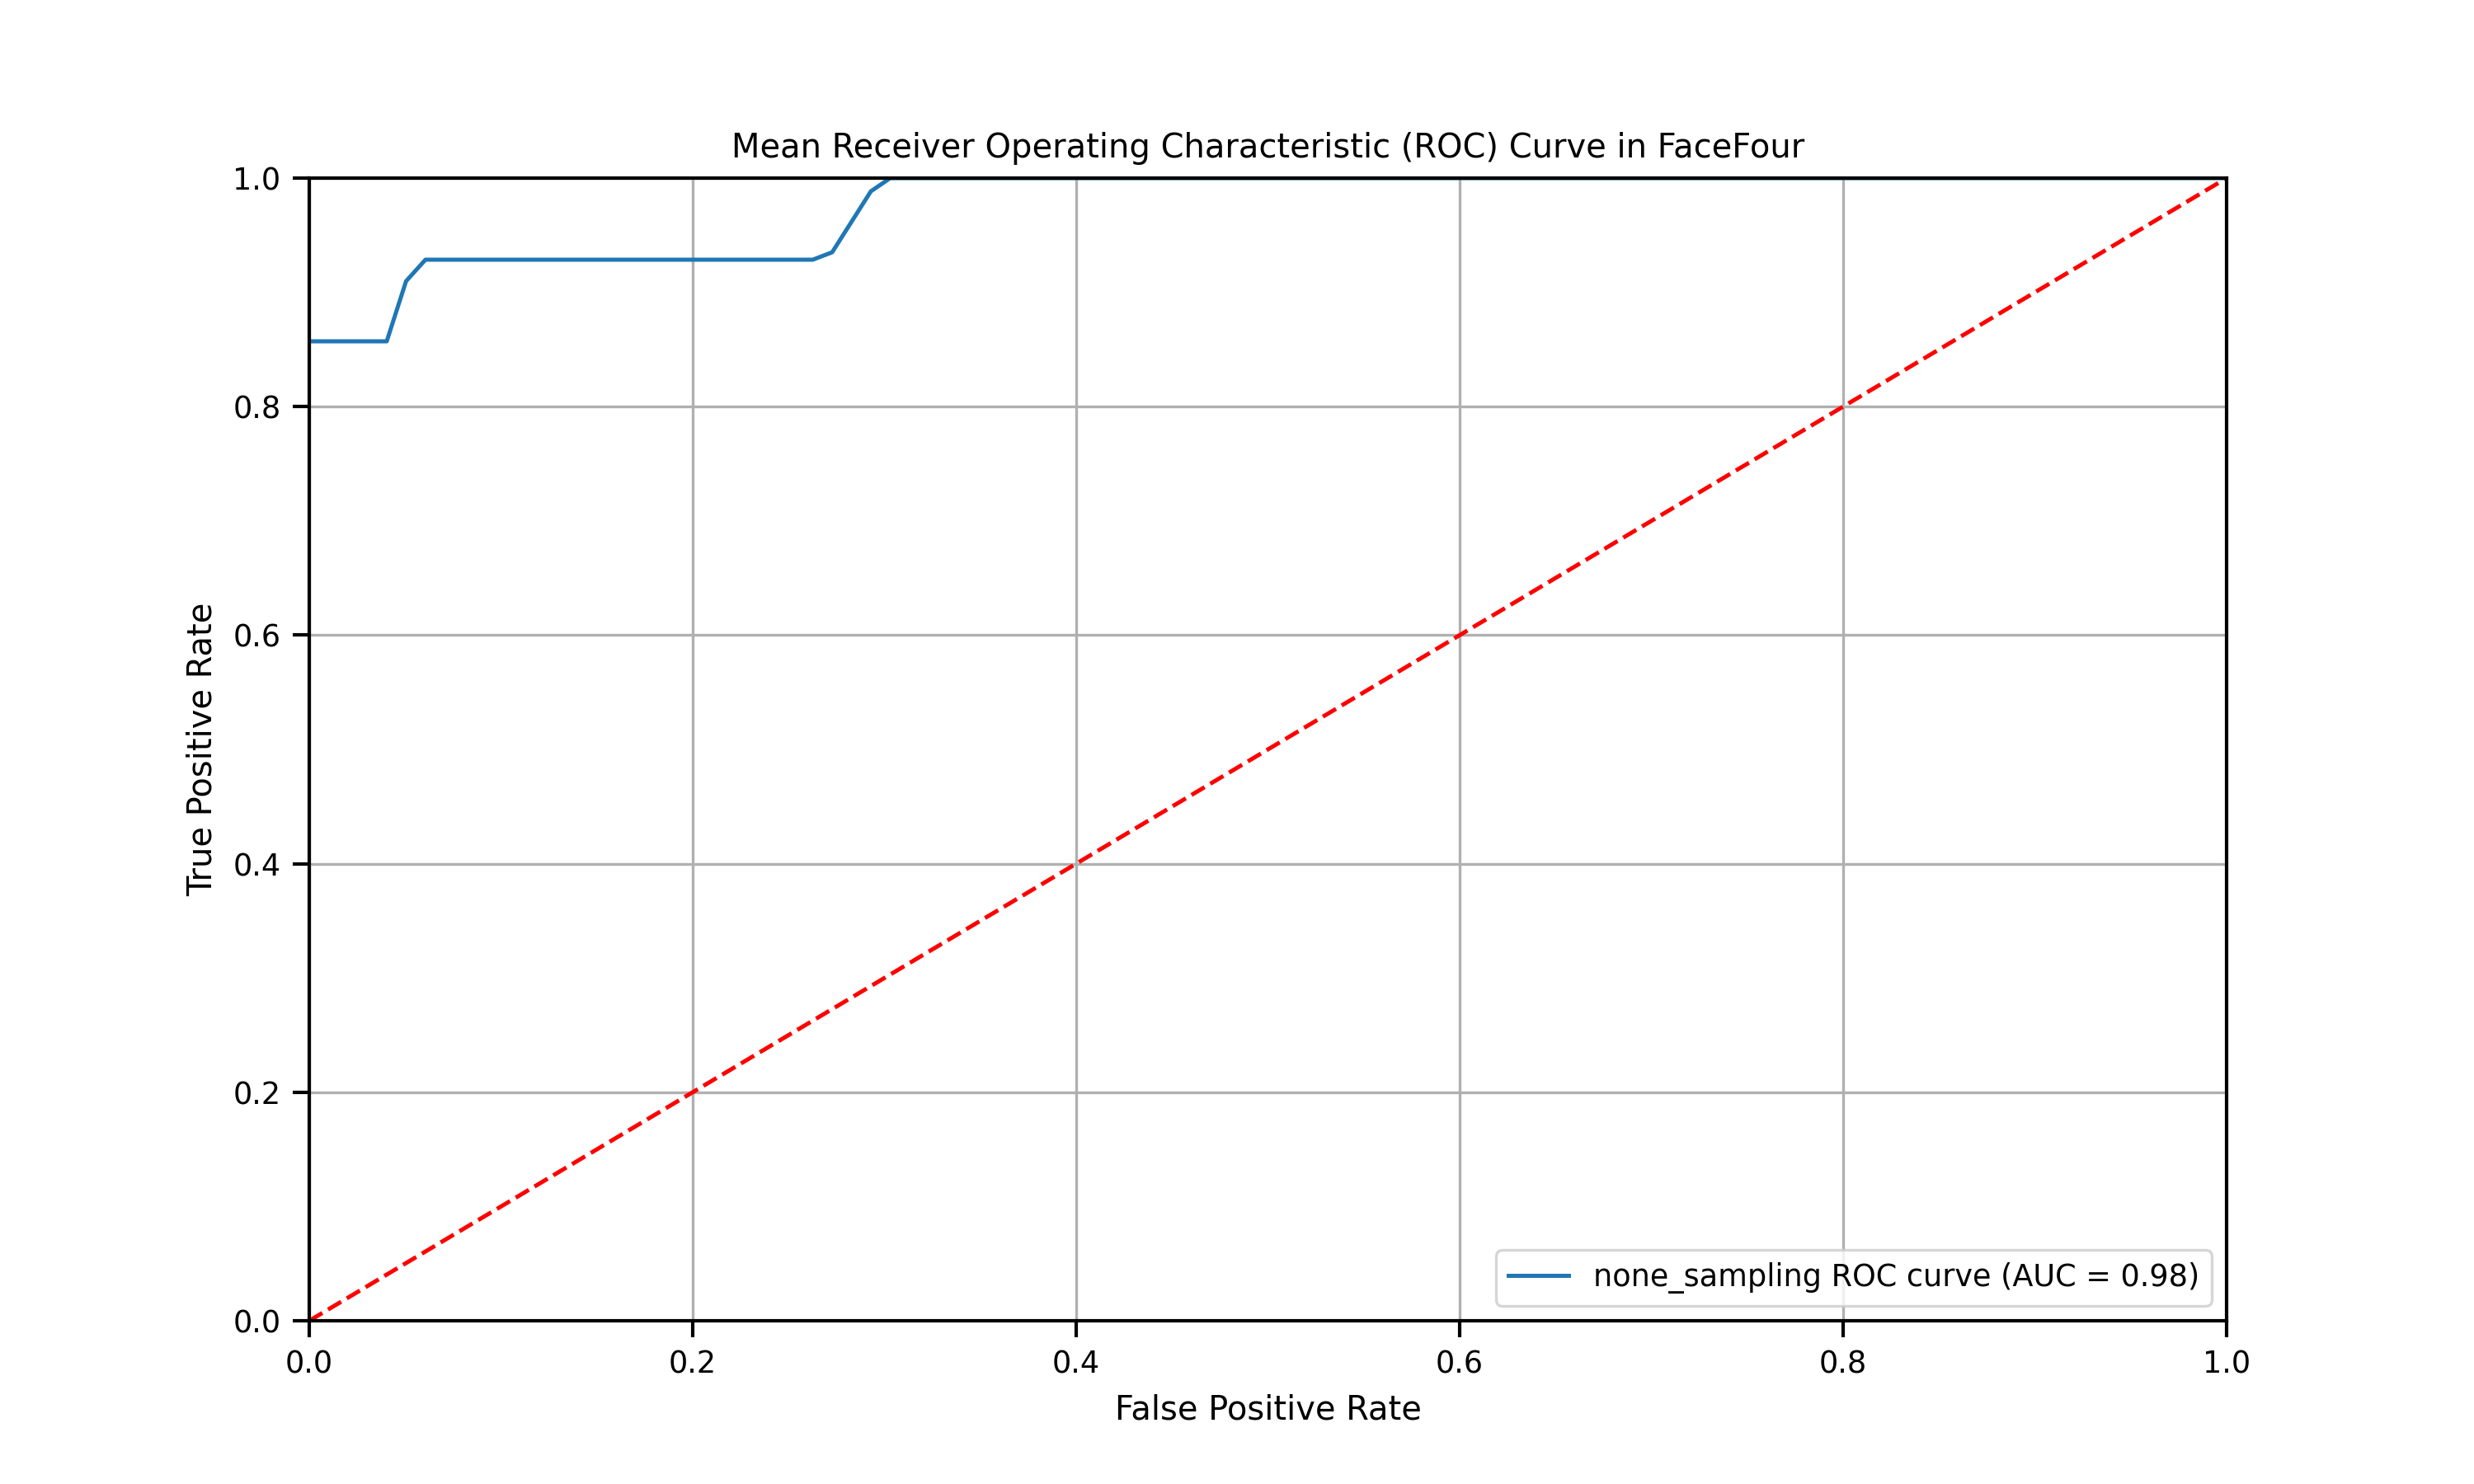 Mean Receiver Operating Characteristic (ROC) Curve in FaceFour
1.0
0.8
0.6
0.4
0.2
0.0
True Positive Rate
none_sampling ROC curve (AUC = 0.98)
0.0 0.2 0.4 0.6 0.8 1.0
False Positive Rate